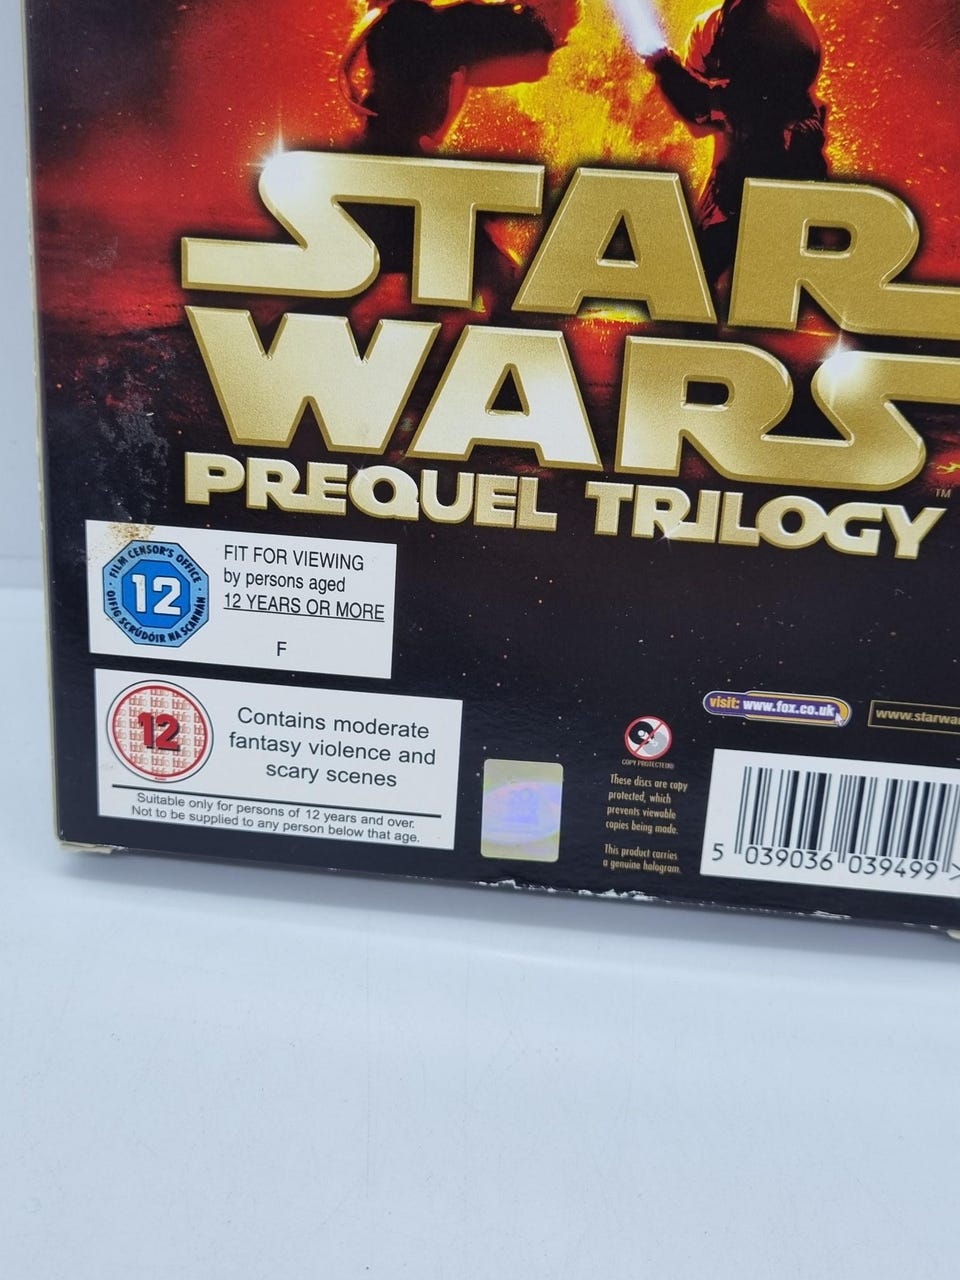 STAR
WARS
PREQUEL TRILOGY
TM
FILM CENSOR'S OFFICE
12
OIFIG SCRÚDÓIR NA SCANNÁN
FIT FOR VIEWING
by persons aged
12 YEARS OR MORE
F
12
Contains moderate
fantasy violence and
scary scenes
Suitable only for persons of 12 years and over.
Not to be supplied to any person below that age.
COPY PROTECTED
These discs are copy
protected, which
prevents viewable
copies being made.
This product carries
a genuine hologram.
visit: www.fox.co.uk
www.starwar
5 039036 039499 >